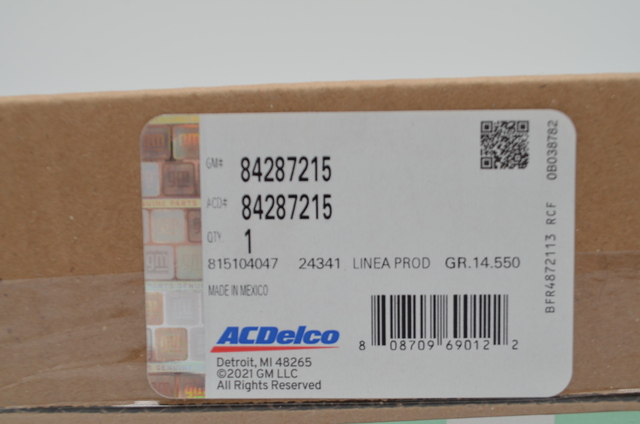 GM# 84287215
ACD# 84287215
QTY 1
815104047 24341 LINEA PROD GR.14.550
MADE IN MEXICO
ACDelco
Detroit, MI 48265
©2021 GM LLC
All Rights Reserved
8 08709 69012 2
BFR4872113 RCF 0B038782